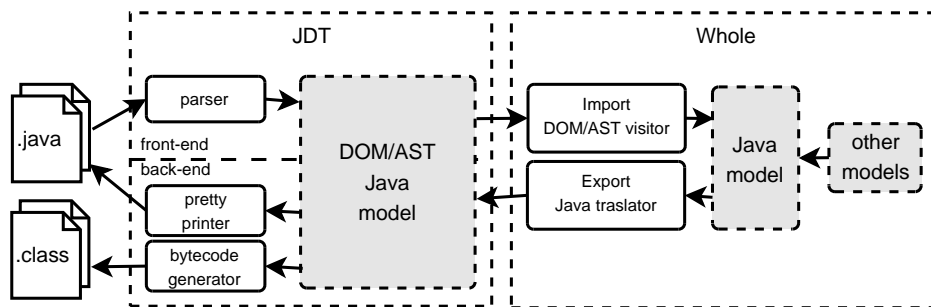 JDT
Whole
.java
parser
front-end
back-end
pretty
printer
.class
bytecode
generator
DOM/AST
Java
model
Import
DOM/AST visitor
Export
Java traslator
Java
model
other
models